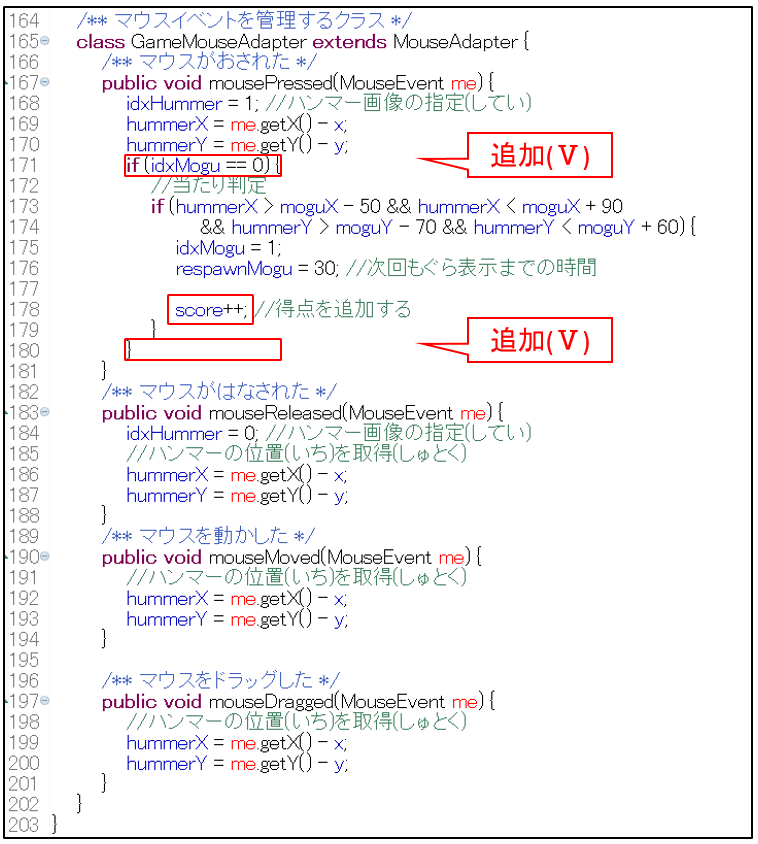 164 /** マウスイベントを管理するクラス */
165 class GameMouseAdapter extends MouseAdapter {
166 /** マウスがおされた */
167 public void mousePressed(MouseEvent me) {
168 idxHummer = 1; //ハンマー画像の指定(してい)
169 hummerX = me.getX() - x;
170 hummerY = me.getY() - y;
171 if (idxMogu == 0) {
追加(Ⅴ)
172 //当たり判定
173 if (hummerX > moguX - 50 && hummerX < moguX + 90
174 && hummerY > moguY - 70 && hummerY < moguY + 60) {
175 idxMogu = 1;
176 respawnMogu = 30; //次回もぐら表示までの時間
177
178 score++; //得点を追加する
179 }
180 }
追加(Ⅴ)
181 }
182 /** マウスがはなされた */
183 public void mouseReleased(MouseEvent me) {
184 idxHummer = 0; //ハンマー画像の指定(してい)
185 //ハンマーの位置(いち)を取得(しゅとく)
186 hummerX = me.getX() - x;
187 hummerY = me.getY() - y;
188 }
189 /** マウスを動かした */
190 public void mouseMoved(MouseEvent me) {
191 //ハンマーの位置(いち)を取得(しゅとく)
192 hummerX = me.getX() - x;
193 hummerY = me.getY() - y;
194 }
195
196 /** マウスをドラッグした */
197 public void mouseDragged(MouseEvent me) {
198 //ハンマーの位置(いち)を取得(しゅとく)
199 hummerX = me.getX() - x;
200 hummerY = me.getY() - y;
201 }
202 }
203 }